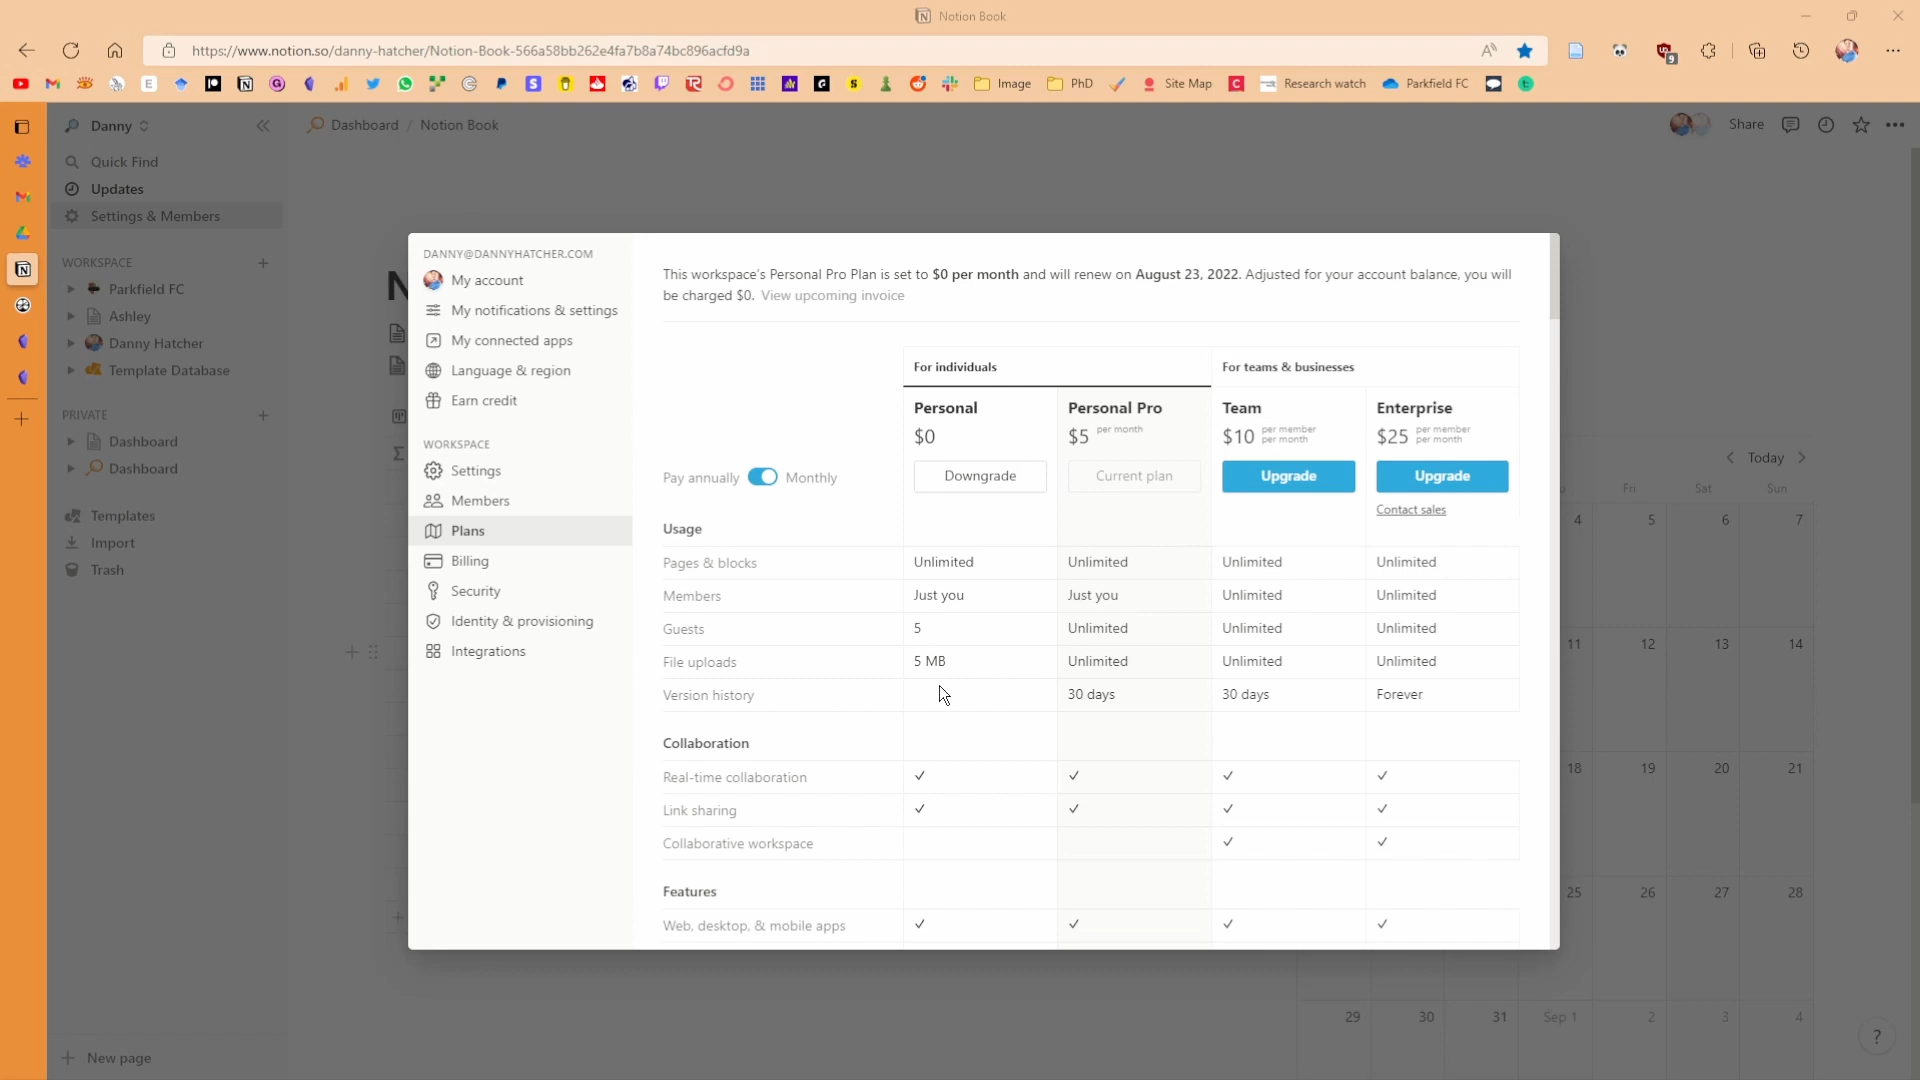 Notion Book
https://www.notion.so/danny-hatcher/Notion-Book-566a58bb262e4fa7b8a74bc896acfd9a
9
Image
PhD
Site Map
Research watch
Parkfield FC
Danny
Dashboard / Notion Book
Share
Quick Find
Updates
Settings & Members
WORKSPACE
Parkfield FC
Ashley
Danny Hatcher
Template Database
PRIVATE
Dashboard
Dashboard
Templates
Import
Trash
New page
DANNY@DANNYHATCHER.COM
My account
My notifications & settings
My connected apps
Language & region
Earn credit
WORKSPACE
Settings
Members
Plans
Billing
Security
Identity & provisioning
Integrations
This workspace's Personal Pro Plan is set to $0 per month and will renew on August 23, 2022. Adjusted for your account balance, you will
be charged $0. View upcoming invoice
For individuals
For teams & businesses
Personal
Personal Pro
Team
Enterprise
$0
$5 per month
$10 per member per month
$25 per member per month
Pay annually Monthly
Downgrade
Current plan
Upgrade
Upgrade
Contact sales
Usage
Pages & blocks Unlimited Unlimited Unlimited Unlimited
Members Just you Just you Unlimited Unlimited
Guests 5 Unlimited Unlimited Unlimited
File uploads 5 MB Unlimited Unlimited Unlimited
Version history 30 days 30 days Forever
Collaboration
Real-time collaboration ✓ ✓ ✓ ✓
Link sharing ✓ ✓ ✓ ✓
Collaborative workspace ✓ ✓
Features
Web, desktop, & mobile apps ✓ ✓ ✓ ✓
Today
Fri Sat Sun
4 5 6 7
11 12 13 14
18 19 20 21
25 26 27 28
29 30 31 Sep 1 2 3 4
?